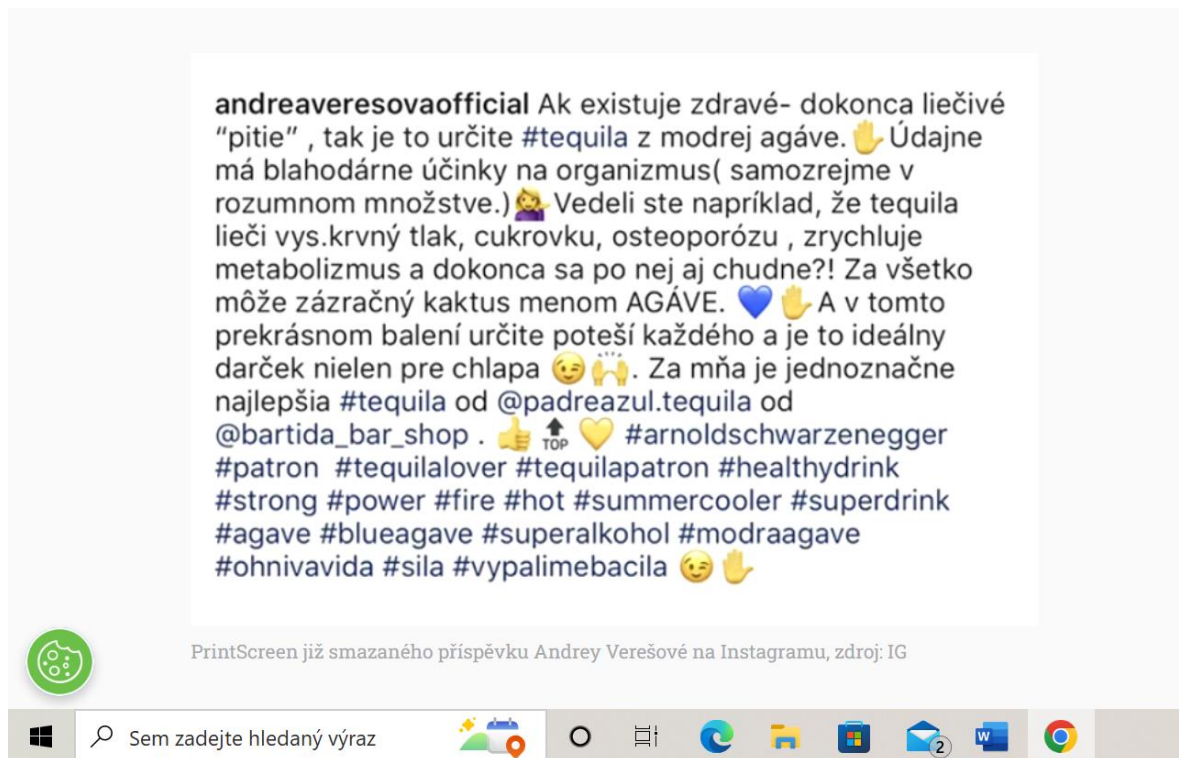 andreaveresovaofficial Ak existuje zdravé- dokonca liečivé
“pitie” , tak je to určite #tequila z modrej agáve.✋Údajne
má blahodárne účinky na organizmus( samozrejme v
rozumnom množstve.)💁‍♀️Vedeli ste napríklad, že tequila
lieči vys.krvný tlak, cukrovku, osteoporózu , zrychluje
metabolizmus a dokonca sa po nej aj chudne?! Za všetko
môže zázračný kaktus menom AGÁVE. 💙✋A v tomto
prekrásnom balení určite poteší každého a je to ideálny
darček nielen pre chlapa 😉🙌. Za mňa je jednoznačne
najlepšia #tequila od @padreazul.tequila od
@bartida_bar_shop . 👍🔝💛 #arnoldschwarzenegger
#patron #tequilalover #tequilapatron #healthydrink
#strong #power #fire #hot #summercooler #superdrink
#agave #blueagave #superalkohol #modraagave
#ohnivavida #sila #vypalimebacila 😉✋
PrintScreen již smazaného příspěvku Andrey Verešové na Instagramu, zdroj: IG
Sem zadejte hledaný výraz
2
W